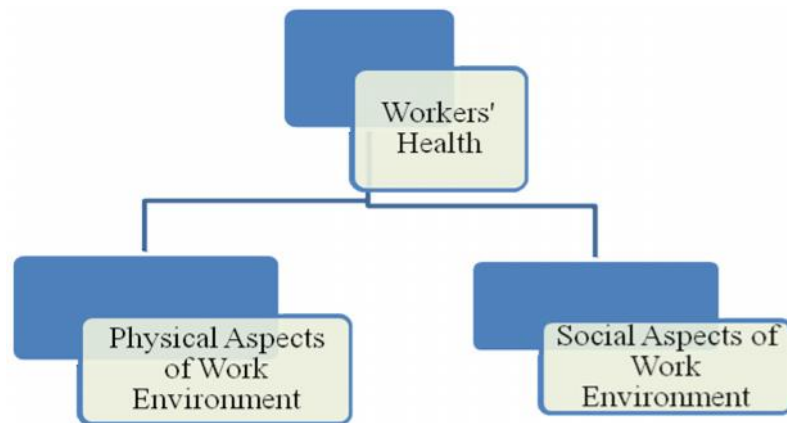 Workers'
Health
Physical Aspects
of Work
Environment
Social Aspects of
Work
Environment